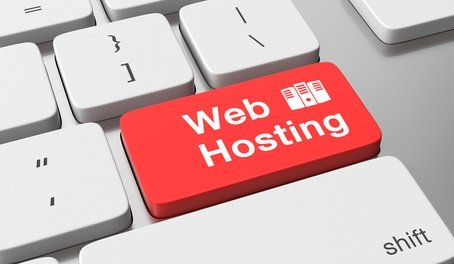 =
}
]
|
\
Web
Hosting
"
'
shift